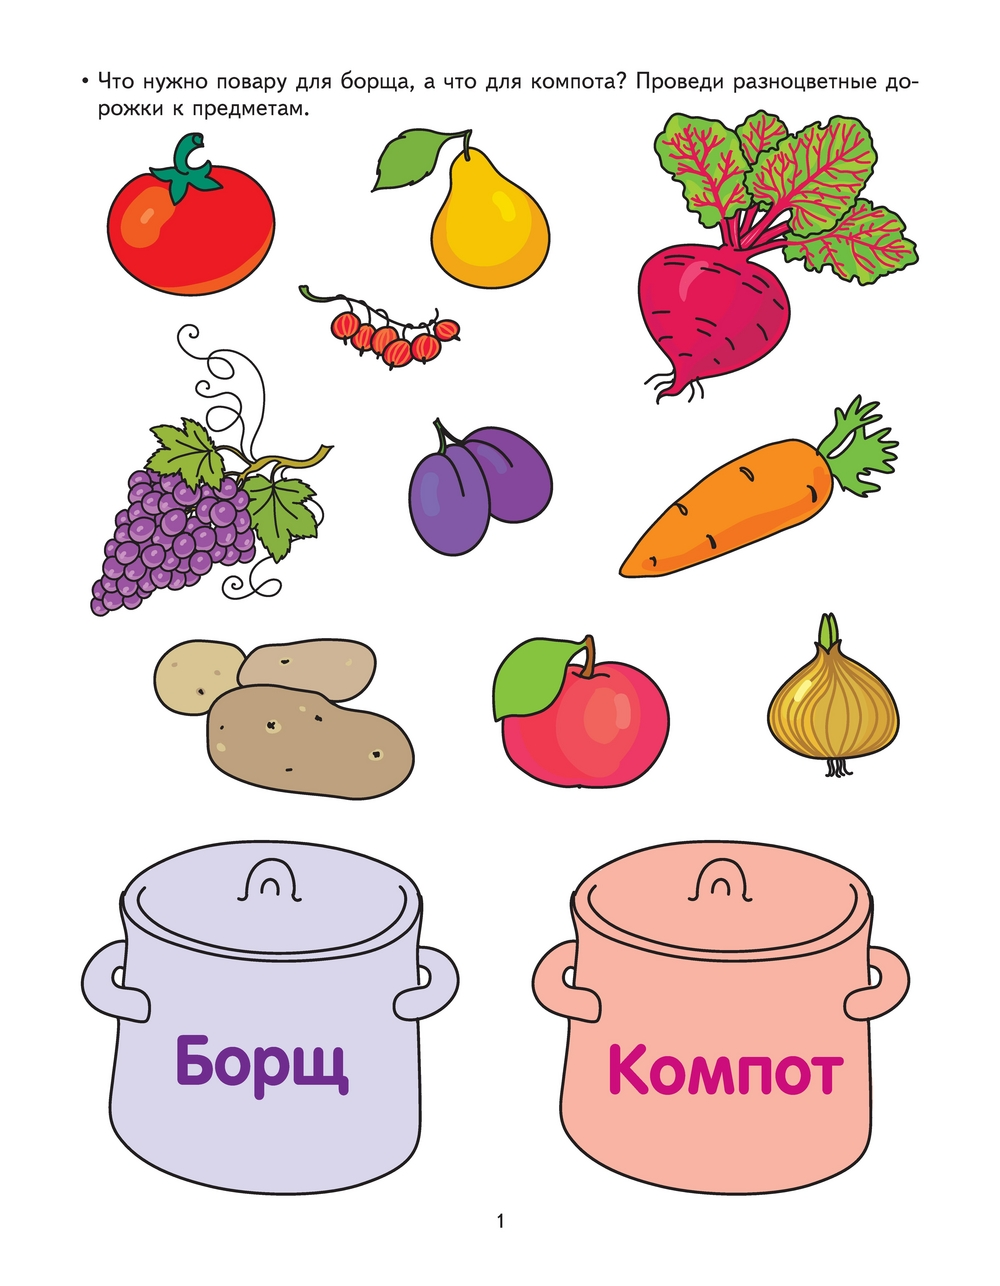 • Что нужно повару для борща, а что для компота? Проведи разноцветные до-
рожки к предметам.
Борщ
Компот
1